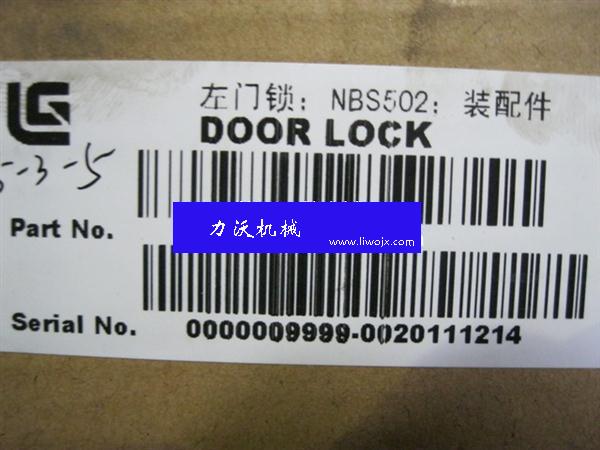 左门锁； NBS502； 装配件
DOOR LOCK
5-3-5
Part No.
力沃机械
www.liwojx.com
Serial No. 0000009999-0020111214